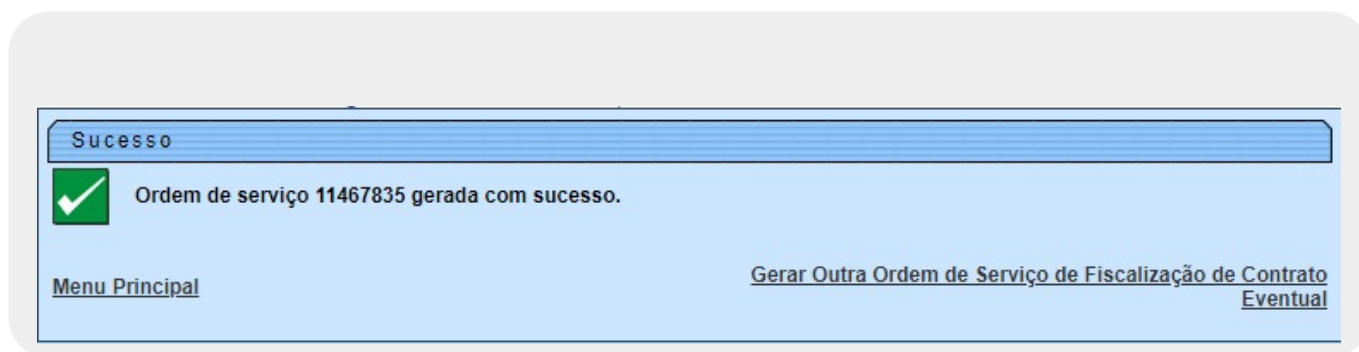 Sucesso
Ordem de serviço 11467835 gerada com sucesso.
Menu Principal
Gerar Outra Ordem de Serviço de Fiscalização de Contrato
Eventual